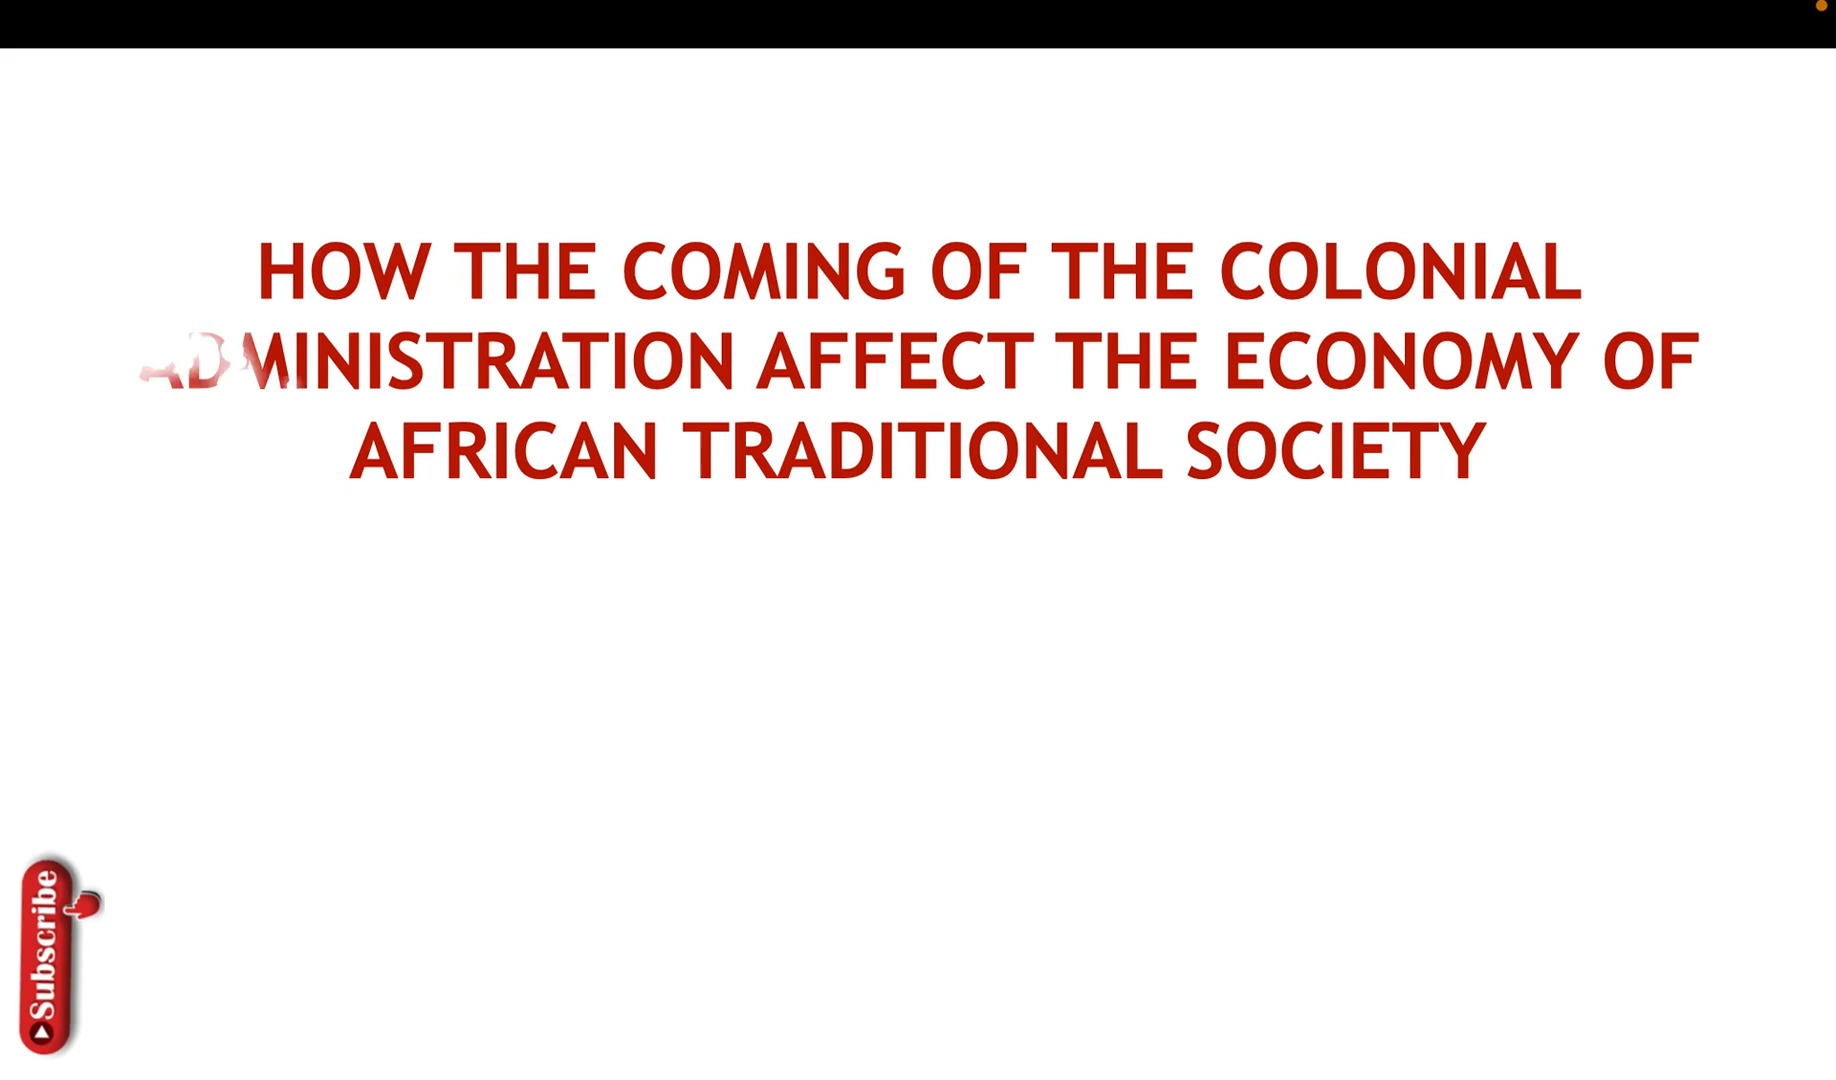 HOW THE COMING OF THE COLONIAL
ADMINISTRATION AFFECT THE ECONOMY OF
AFRICAN TRADITIONAL SOCIETY
Subscribe